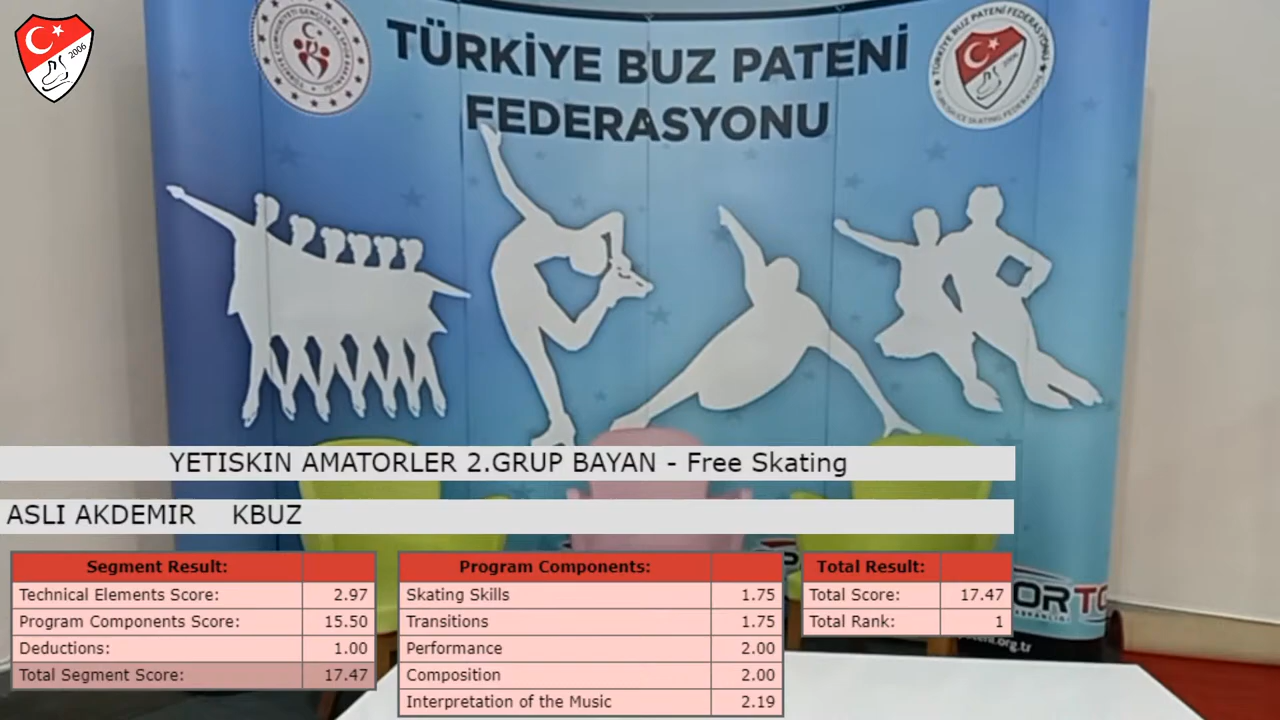 2006
TÜRKİYE BUZ PATENİ
FEDERASYONU
YETISKIN AMATORLER 2.GRUP BAYAN - Free Skating
ASLI AKDEMIR KBUZ
Segment Result:
Technical Elements Score: 2.97
Program Components Score: 15.50
Deductions: 1.00
Total Segment Score: 17.47
Program Components:
Skating Skills 1.75
Transitions 1.75
Performance 2.00
Composition 2.00
Interpretation of the Music 2.19
Total Result:
Total Score: 17.47
Total Rank: 1
.org.tr